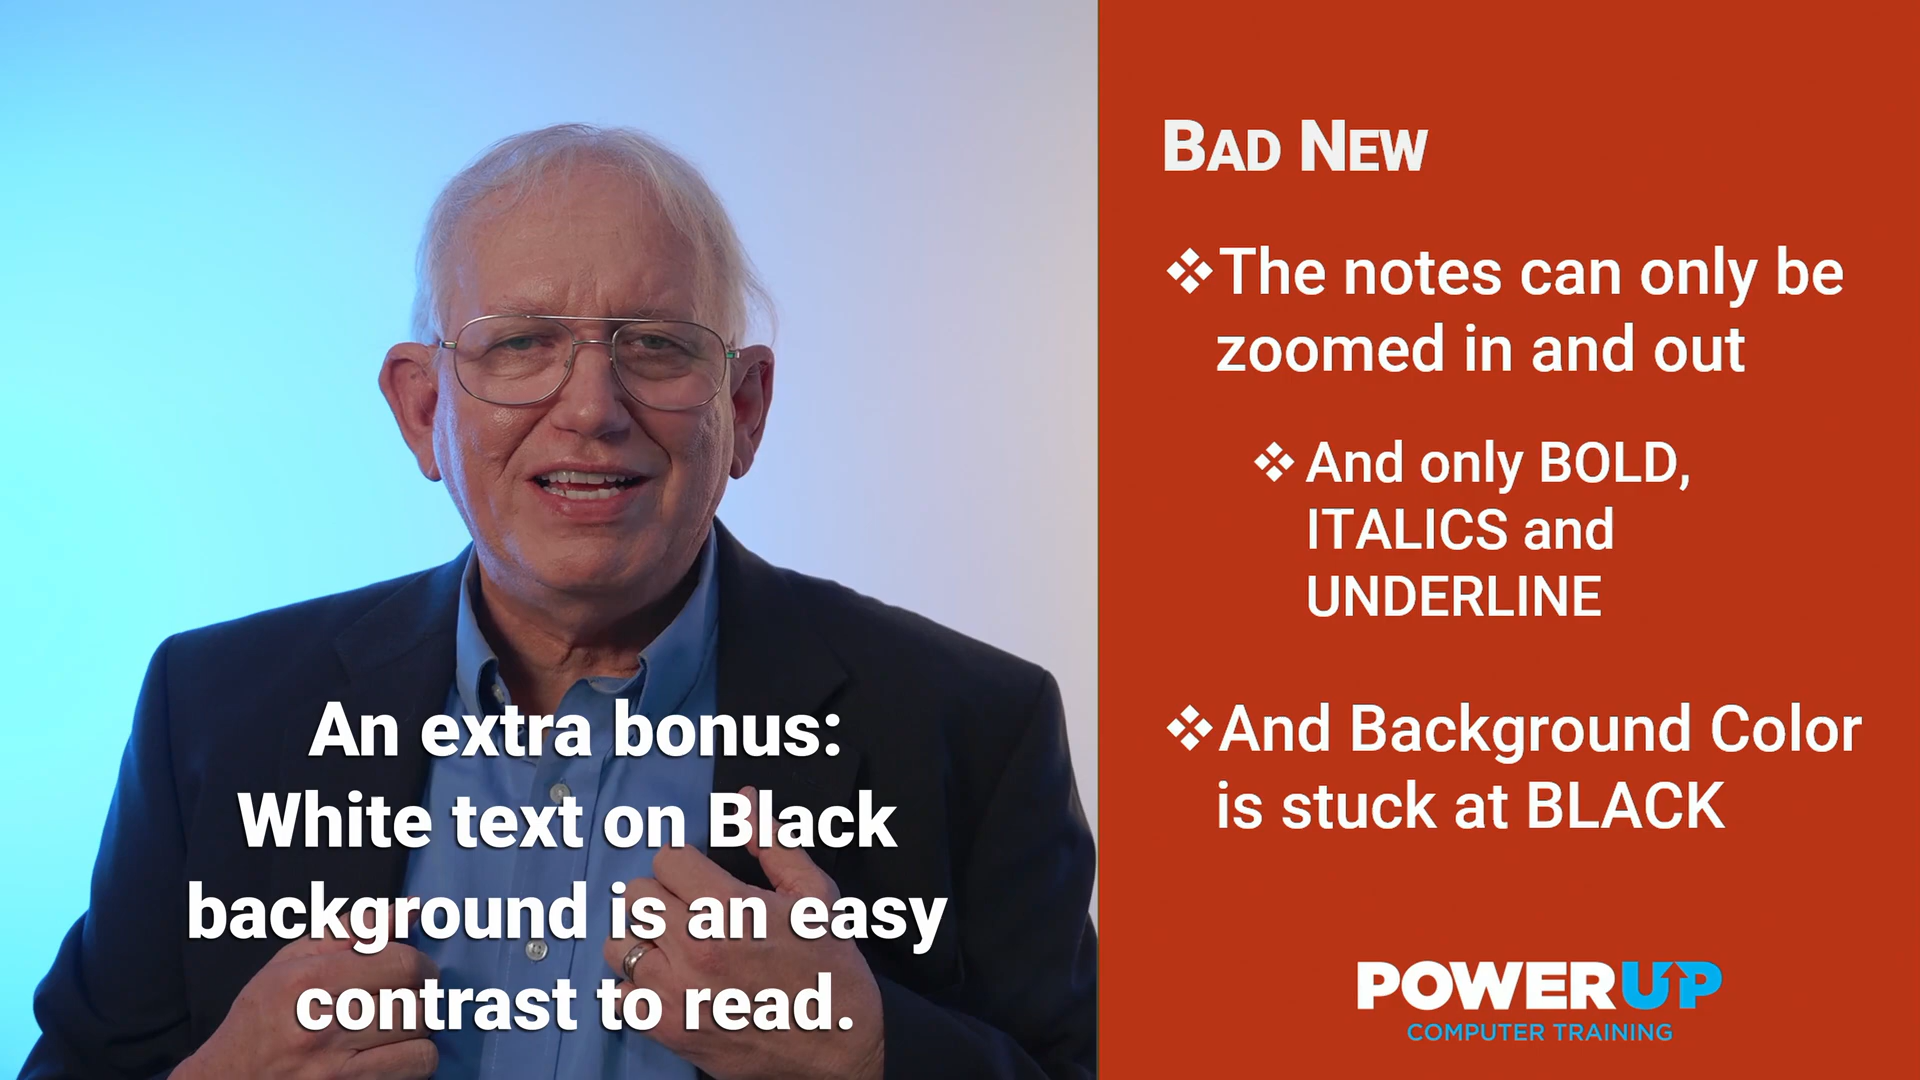 An extra bonus:
White text on Black
background is an easy
contrast to read.
BAD NEW
❖The notes can only be
zoomed in and out
❖ And only BOLD,
ITALICS and
UNDERLINE
❖And Background Color
is stuck at BLACK
POWERUP
COMPUTER TRAINING